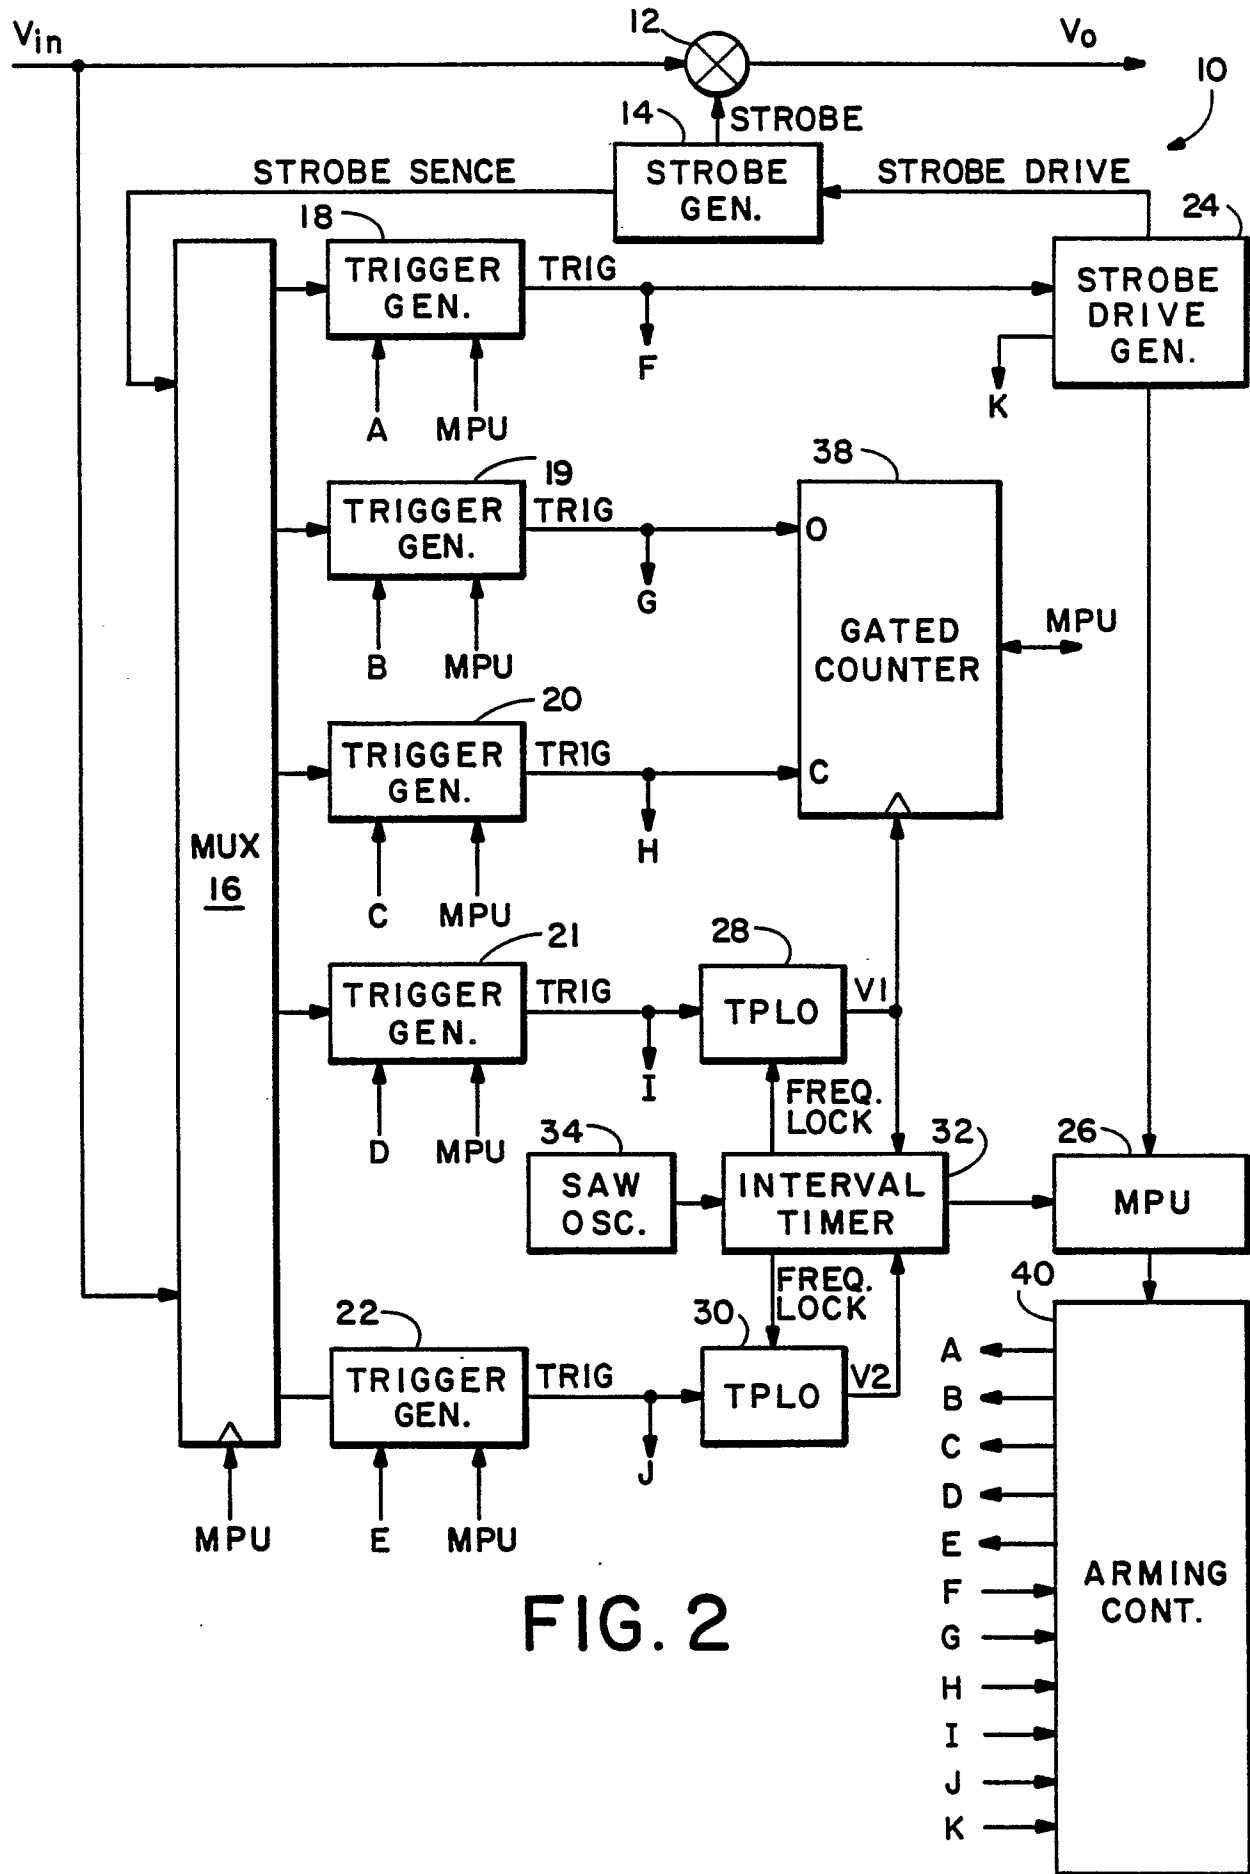 Vin
12
Vo
10
14
STROBE
STROBE SENCE
STROBE
GEN.
STROBE DRIVE
24
18
TRIGGER
GEN.
TRIG
F
STROBE
DRIVE
GEN.
K
A
MPU
19
TRIGGER
GEN.
TRIG
G
38
O
GATED
COUNTER
C
MPU
B
MPU
20
TRIGGER
GEN.
TRIG
H
MUX
16
C
MPU
21
TRIGGER
GEN.
TRIG
I
28
TPLO
V1
D
MPU
FREQ.
LOCK
34
SAW
OSC.
32
INTERVAL
TIMER
26
MPU
FREQ.
LOCK
22
TRIGGER
GEN.
TRIG
J
30
TPLO
V2
MPU
E
MPU
40
A
B
C
D
E
F
G
H
I
J
K
ARMING
CONT.
FIG. 2